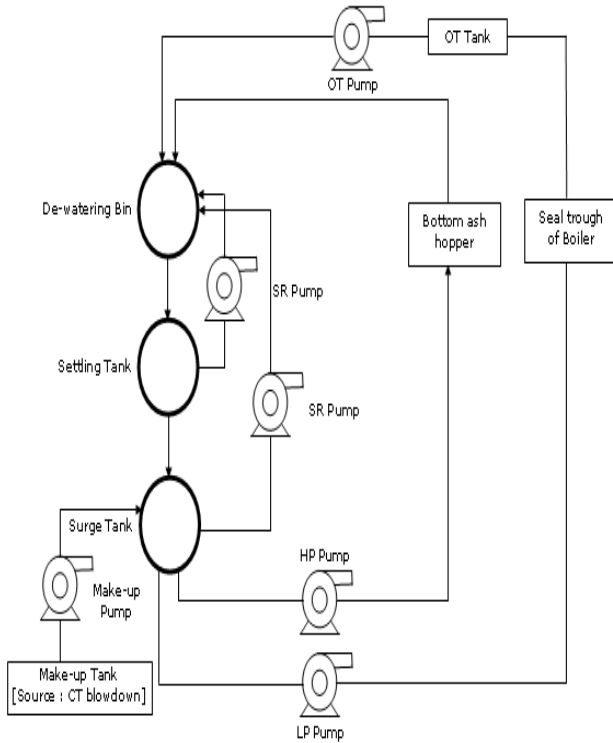 OT Tank
OT Pump
De-watering Bin
Bottom ash
hopper
Seal trough
of Boiler
SR Pump
Settling Tank
SR Pump
Surge Tank
HP Pump
Make-up
Pump
Make-up Tank
[Source : CT blowdown]
LP Pump